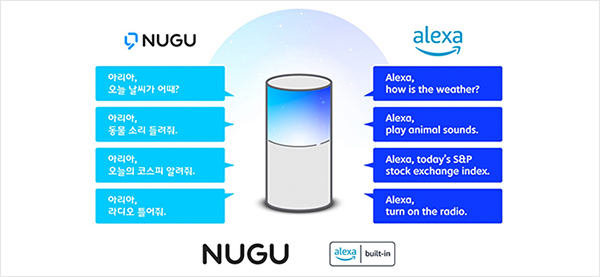 NUGU
alexa
아리아,
오늘 날씨가 어때?
아리아,
동물 소리 들려줘.
아리아,
오늘의 코스피 알려줘.
아리아,
라디오 틀어줘.
Alexa,
how is the weather?
Alexa,
play animal sounds.
Alexa, today's S&P
stock exchange index.
Alexa,
turn on the radio.
NUGU
alexa built-in